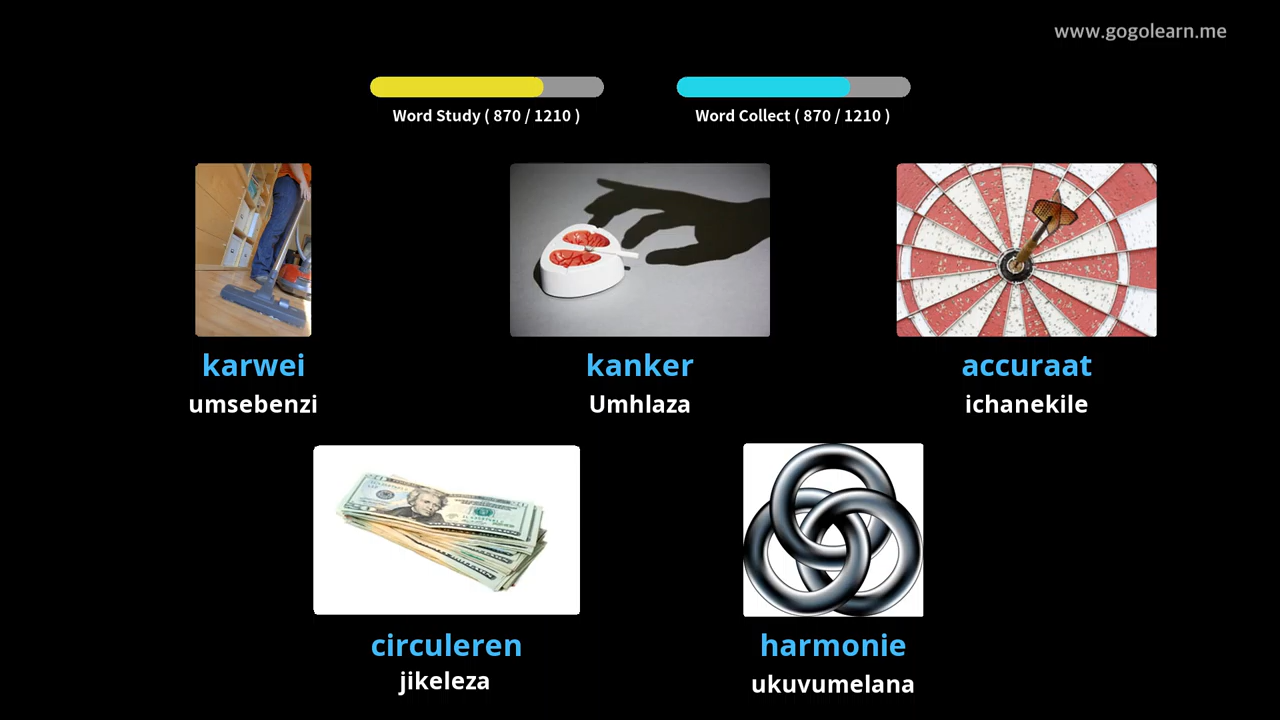 www.gogolearn.me
Word Study ( 870 / 1210 )
Word Collect ( 870 / 1210 )
karwei
umsebenzi
kanker
Umhlaza
accuraat
ichanekile
circuleren
jikeleza
harmonie
ukuvumelana